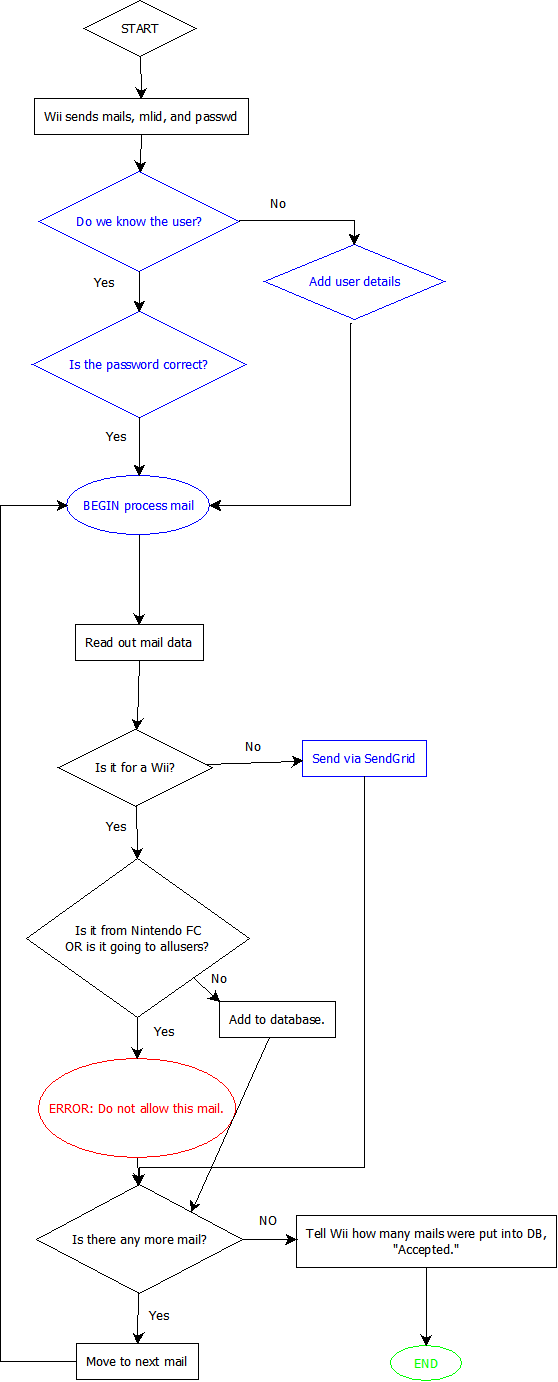 START
Wii sends mails, mlid, and passwd
Do we know the user?
No
Yes
Add user details
Is the password correct?
Yes
BEGIN process mail
Read out mail data
Is it for a Wii?
No
Send via SendGrid
Yes
Is it from Nintendo FC
OR is it going to allusers?
No
Add to database.
Yes
ERROR: Do not allow this mail.
Is there any more mail?
NO
Tell Wii how many mails were put into DB,
"Accepted."
Yes
Move to next mail
END